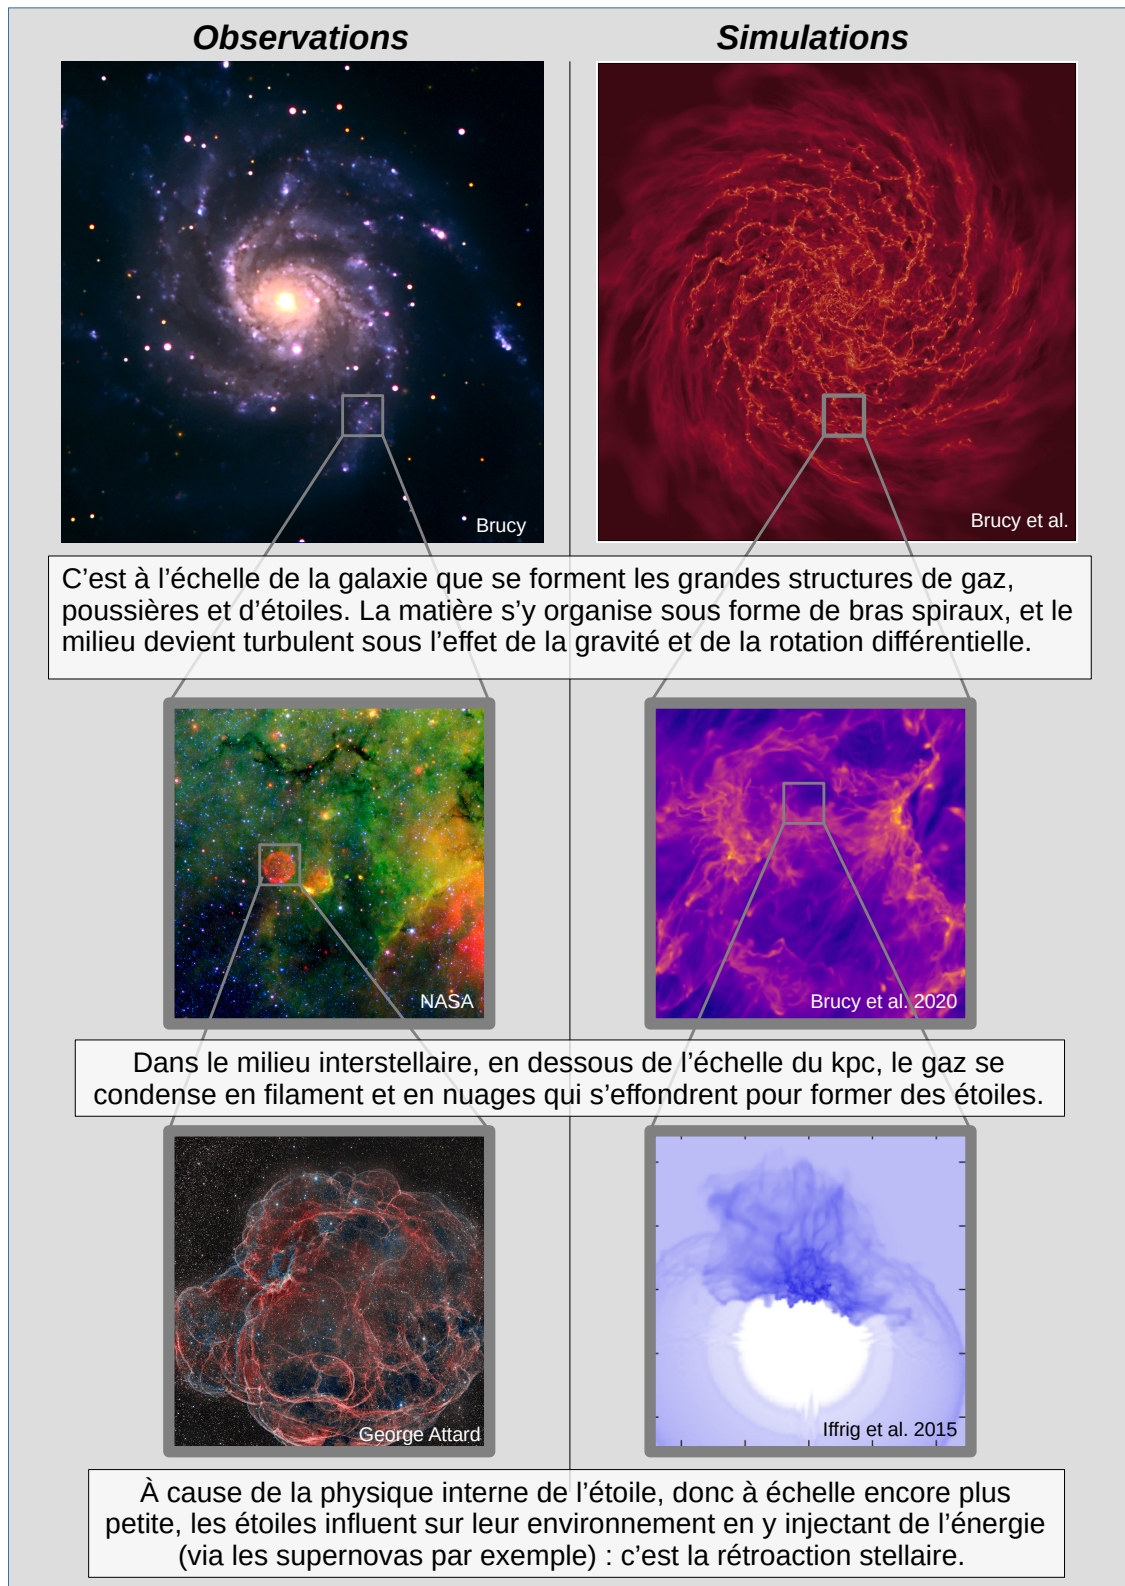 Observations
Simulations
Brucy
Brucy et al.
C’est à l’échelle de la galaxie que se forment les grandes structures de gaz,
poussières et d’étoiles. La matière s’y organise sous forme de bras spiraux, et le
milieu devient turbulent sous l’effet de la gravité et de la rotation différentielle.
NASA
Brucy et al. 2020
Dans le milieu interstellaire, en dessous de l’échelle du kpc, le gaz se
condense en filament et en nuages qui s’effondrent pour former des étoiles.
George Attard
Iffrig et al. 2015
À cause de la physique interne de l’étoile, donc à échelle encore plus
petite, les étoiles influent sur leur environnement en y injectant de l’énergie
(via les supernovas par exemple) : c’est la rétroaction stellaire.